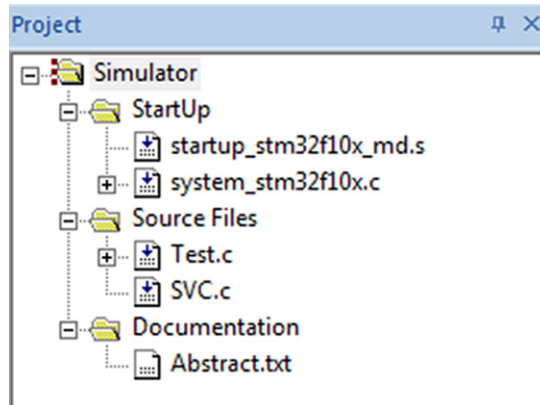 Project
Simulator
StartUp
startup_stm32f10x_md.s
system_stm32f10x.c
Source Files
Test.c
SVC.c
Documentation
Abstract.txt